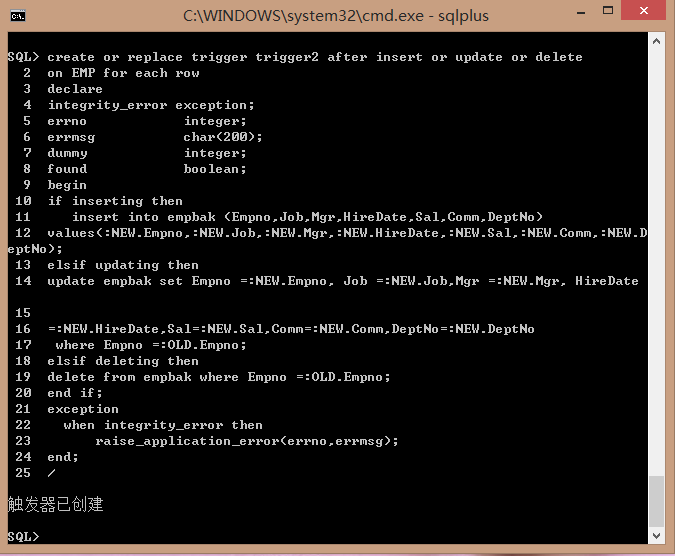 C:\WINDOWS\system32\cmd.exe - sqlplus
SQL> create or replace trigger trigger2 after insert or update or delete
2 on EMP for each row
3 declare
4 integrity_error exception;
5 errno integer;
6 errmsg char(200);
7 dummy integer;
8 found boolean;
9 begin
10 if inserting then
11 insert into empbak (Empno,Job,Mgr,HireDate,Sal,Comm,DeptNo)
12 values(:NEW.Empno,:NEW.Job,:NEW.Mgr,:NEW.HireDate,:NEW.Sal,:NEW.Comm,:NEW.D
eptNo);
13 elsif updating then
14 update empbak set Empno =:NEW.Empno, Job =:NEW.Job,Mgr =:NEW.Mgr, HireDate
15
16 =:NEW.HireDate,Sal=:NEW.Sal,Comm=:NEW.Comm,DeptNo=:NEW.DeptNo
17 where Empno =:OLD.Empno;
18 elsif deleting then
19 delete from empbak where Empno =:OLD.Empno;
20 end if;
21 exception
22 when integrity_error then
23 raise_application_error(errno,errmsg);
24 end;
25 /
触发器已创建
SQL>